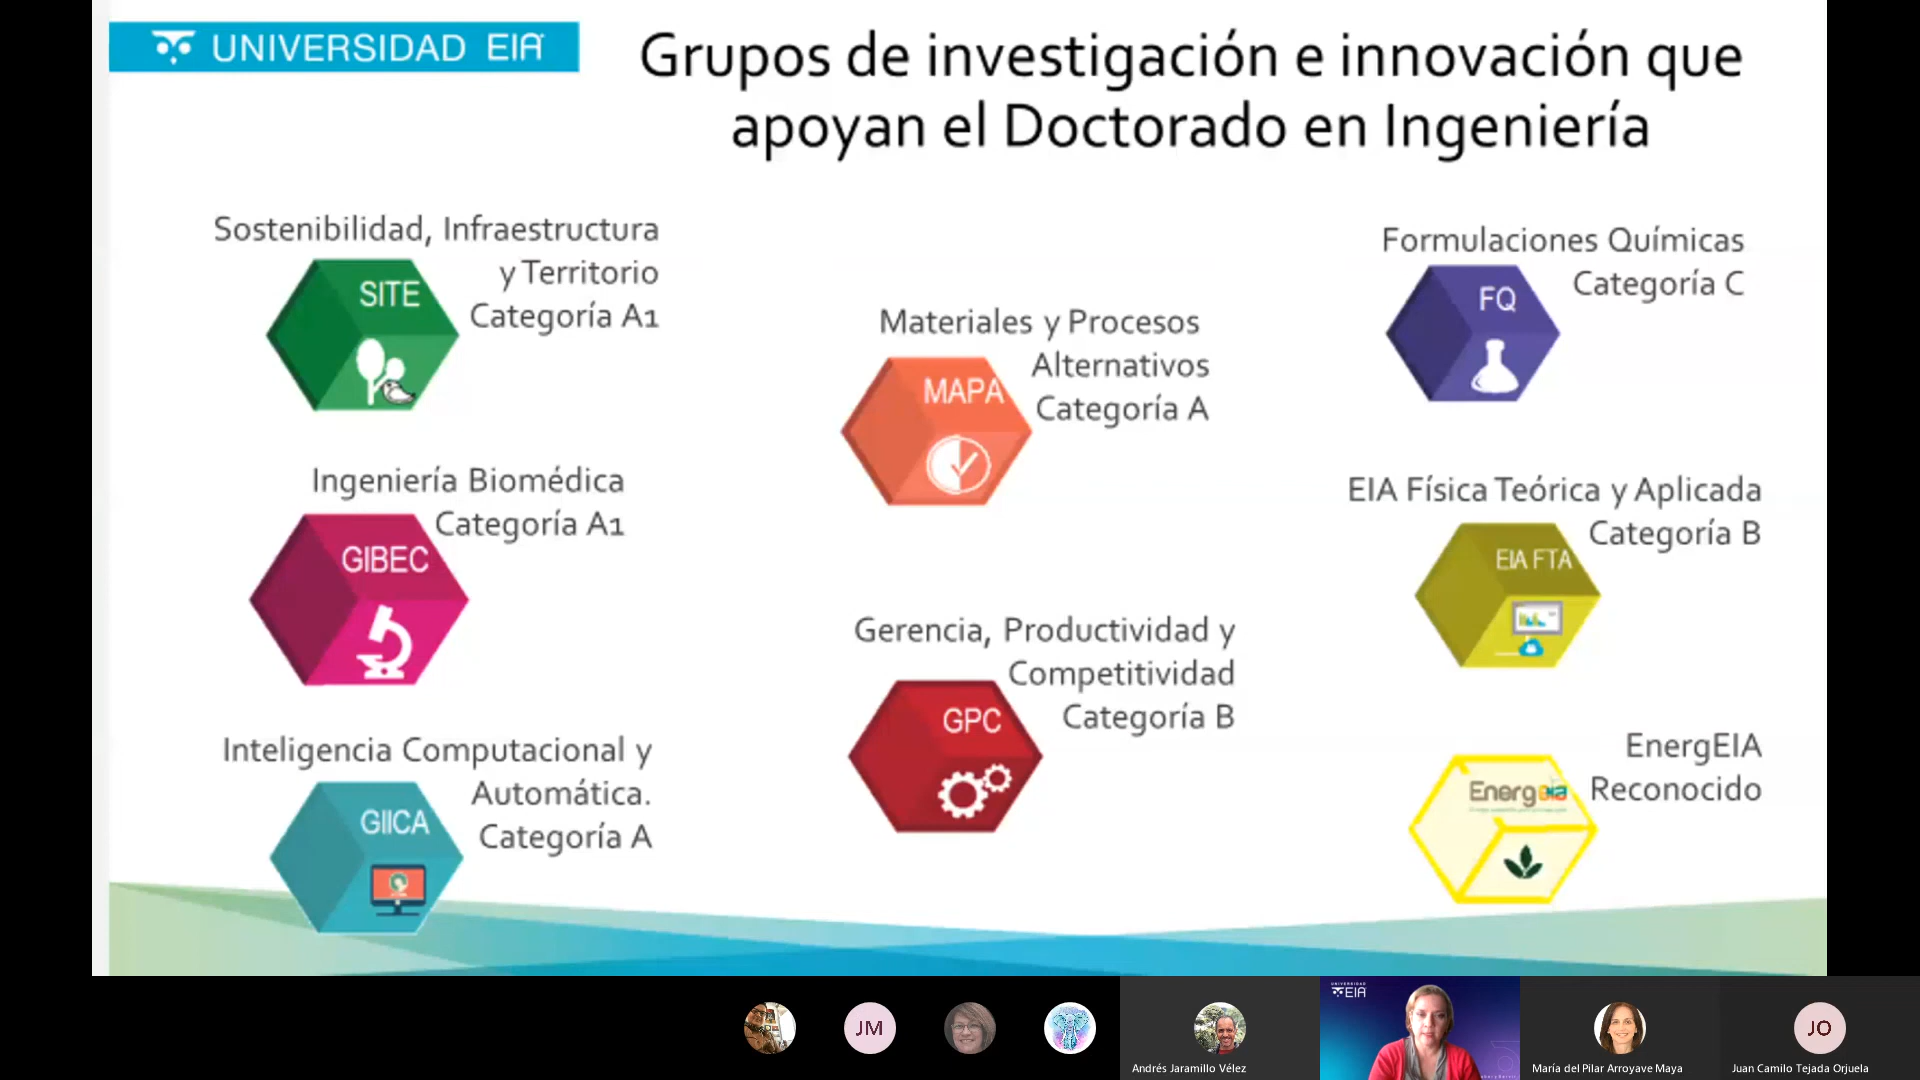 UNIVERSIDAD EIA
Grupos de investigación e innovación que
apoyan el Doctorado en Ingeniería
Sostenibilidad, Infraestructura
y Territorio
Categoría A1
SITE
Ingeniería Biomédica
Categoría A1
GIBEC
Inteligencia Computacional y
Automática.
Categoría A
GIICA
Materiales y Procesos
Alternativos
Categoría A
MAPA
Gerencia, Productividad y
Competitividad
Categoría B
GPC
Formulaciones Químicas
Categoría C
FQ
EIA Física Teórica y Aplicada
Categoría B
EIA FTA
EnergEIA
Reconocido
Energeia
JM
Andrés Jaramillo Vélez
UNIVERSIDAD
EIA
María del Pilar Arroyave Maya
JO
Juan Camilo Tejada Orjuela